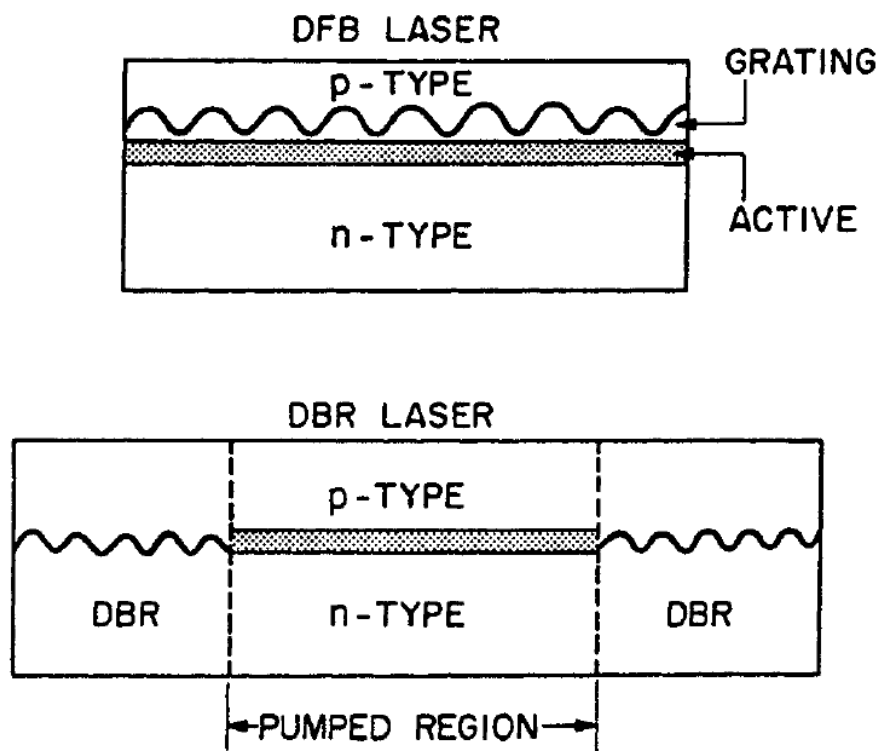 DFB LASER
p-TYPE
GRATING
ACTIVE
n-TYPE
DBR LASER
p-TYPE
DBR
n-TYPE
DBR
PUMPED REGION